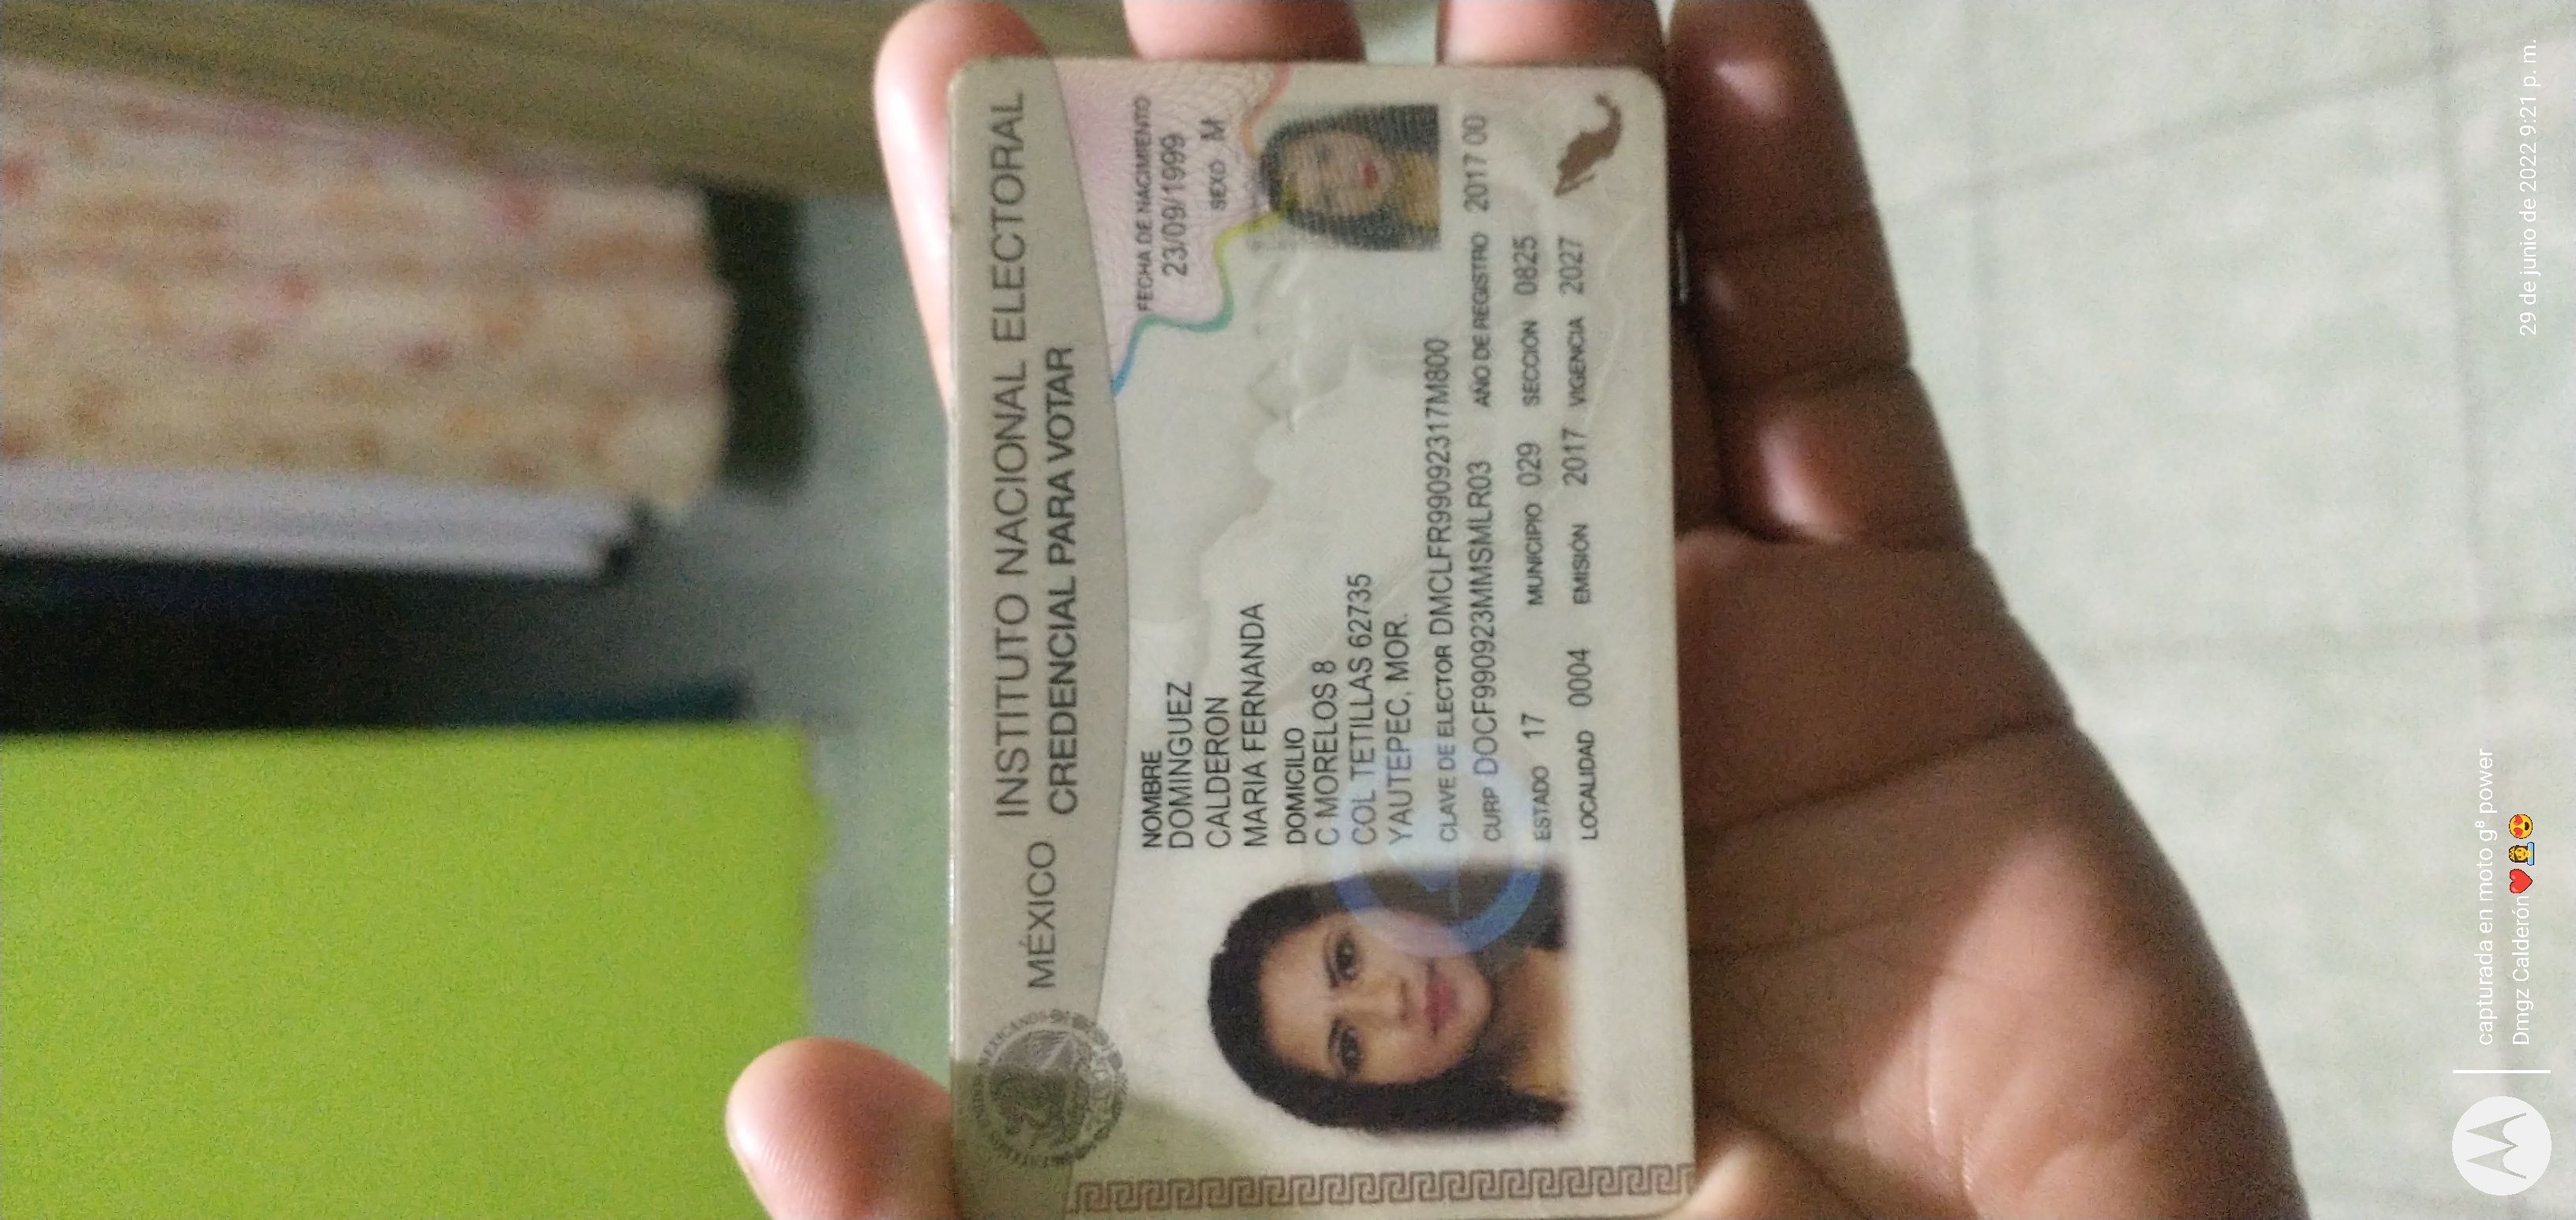 MÉXICO
INSTITUTO NACIONAL ELECTORAL
CREDENCIAL PARA VOTAR
NOMBRE
DOMINGUEZ
CALDERON
MARIA FERNANDA
FECHA DE NACIMIENTO
23/09/1999
SEXO M
DOMICILIO
C MORELOS 8
COL TETILLAS 62735
YAUTEPEC, MOR.
CLAVE DE ELECTOR DMCLFR99092317M800
CURP DOCF990923MMSMLR03 AÑO DE REGISTRO 2017 00
ESTADO 17 MUNICIPIO 029 SECCIÓN 0825
LOCALIDAD 0004 EMISIÓN 2017 VIGENCIA 2027
capturada en moto g⁸ power
Dmgz Calderón❤️👸😍
29 de junio de 2022 9:21 p. m.